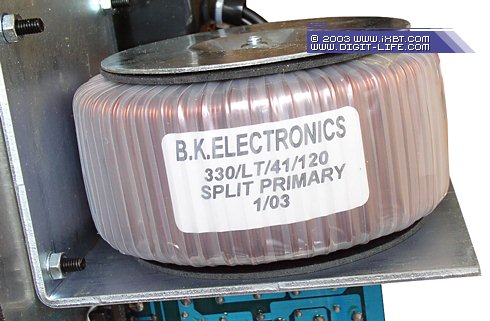 © 2003 www.iXBT.com
www.DIGIT-LIFE.com
B.K.ELECTRONICS
330/LT/41/120
SPLIT PRIMARY
1/03